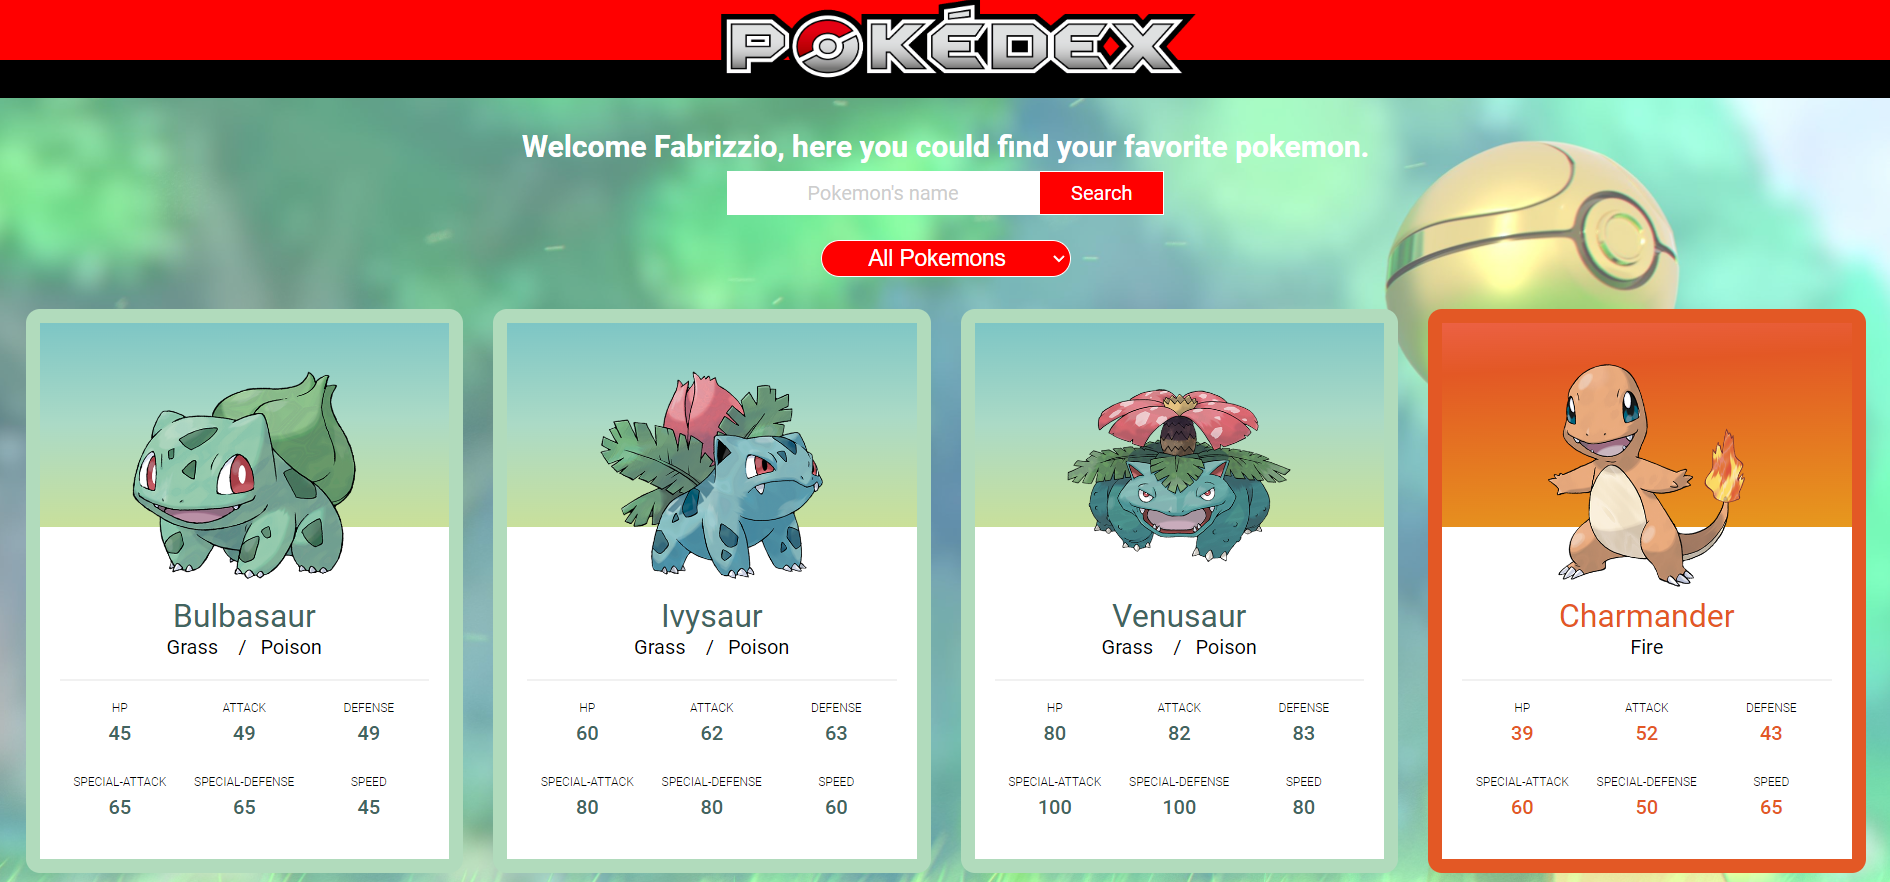 POKÉDEX
Welcome Fabrizzio, here you could find your favorite pokemon.
Pokemon's name
Search
All Pokemons
Bulbasaur
Grass / Poison
HP ATTACK DEFENSE
45 49 49
SPECIAL-ATTACK SPECIAL-DEFENSE SPEED
65 65 45
Ivysaur
Grass / Poison
HP ATTACK DEFENSE
60 62 63
SPECIAL-ATTACK SPECIAL-DEFENSE SPEED
80 80 60
Venusaur
Grass / Poison
HP ATTACK DEFENSE
80 82 83
SPECIAL-ATTACK SPECIAL-DEFENSE SPEED
100 100 80
Charmander
Fire
HP ATTACK DEFENSE
39 52 43
SPECIAL-ATTACK SPECIAL-DEFENSE SPEED
60 50 65